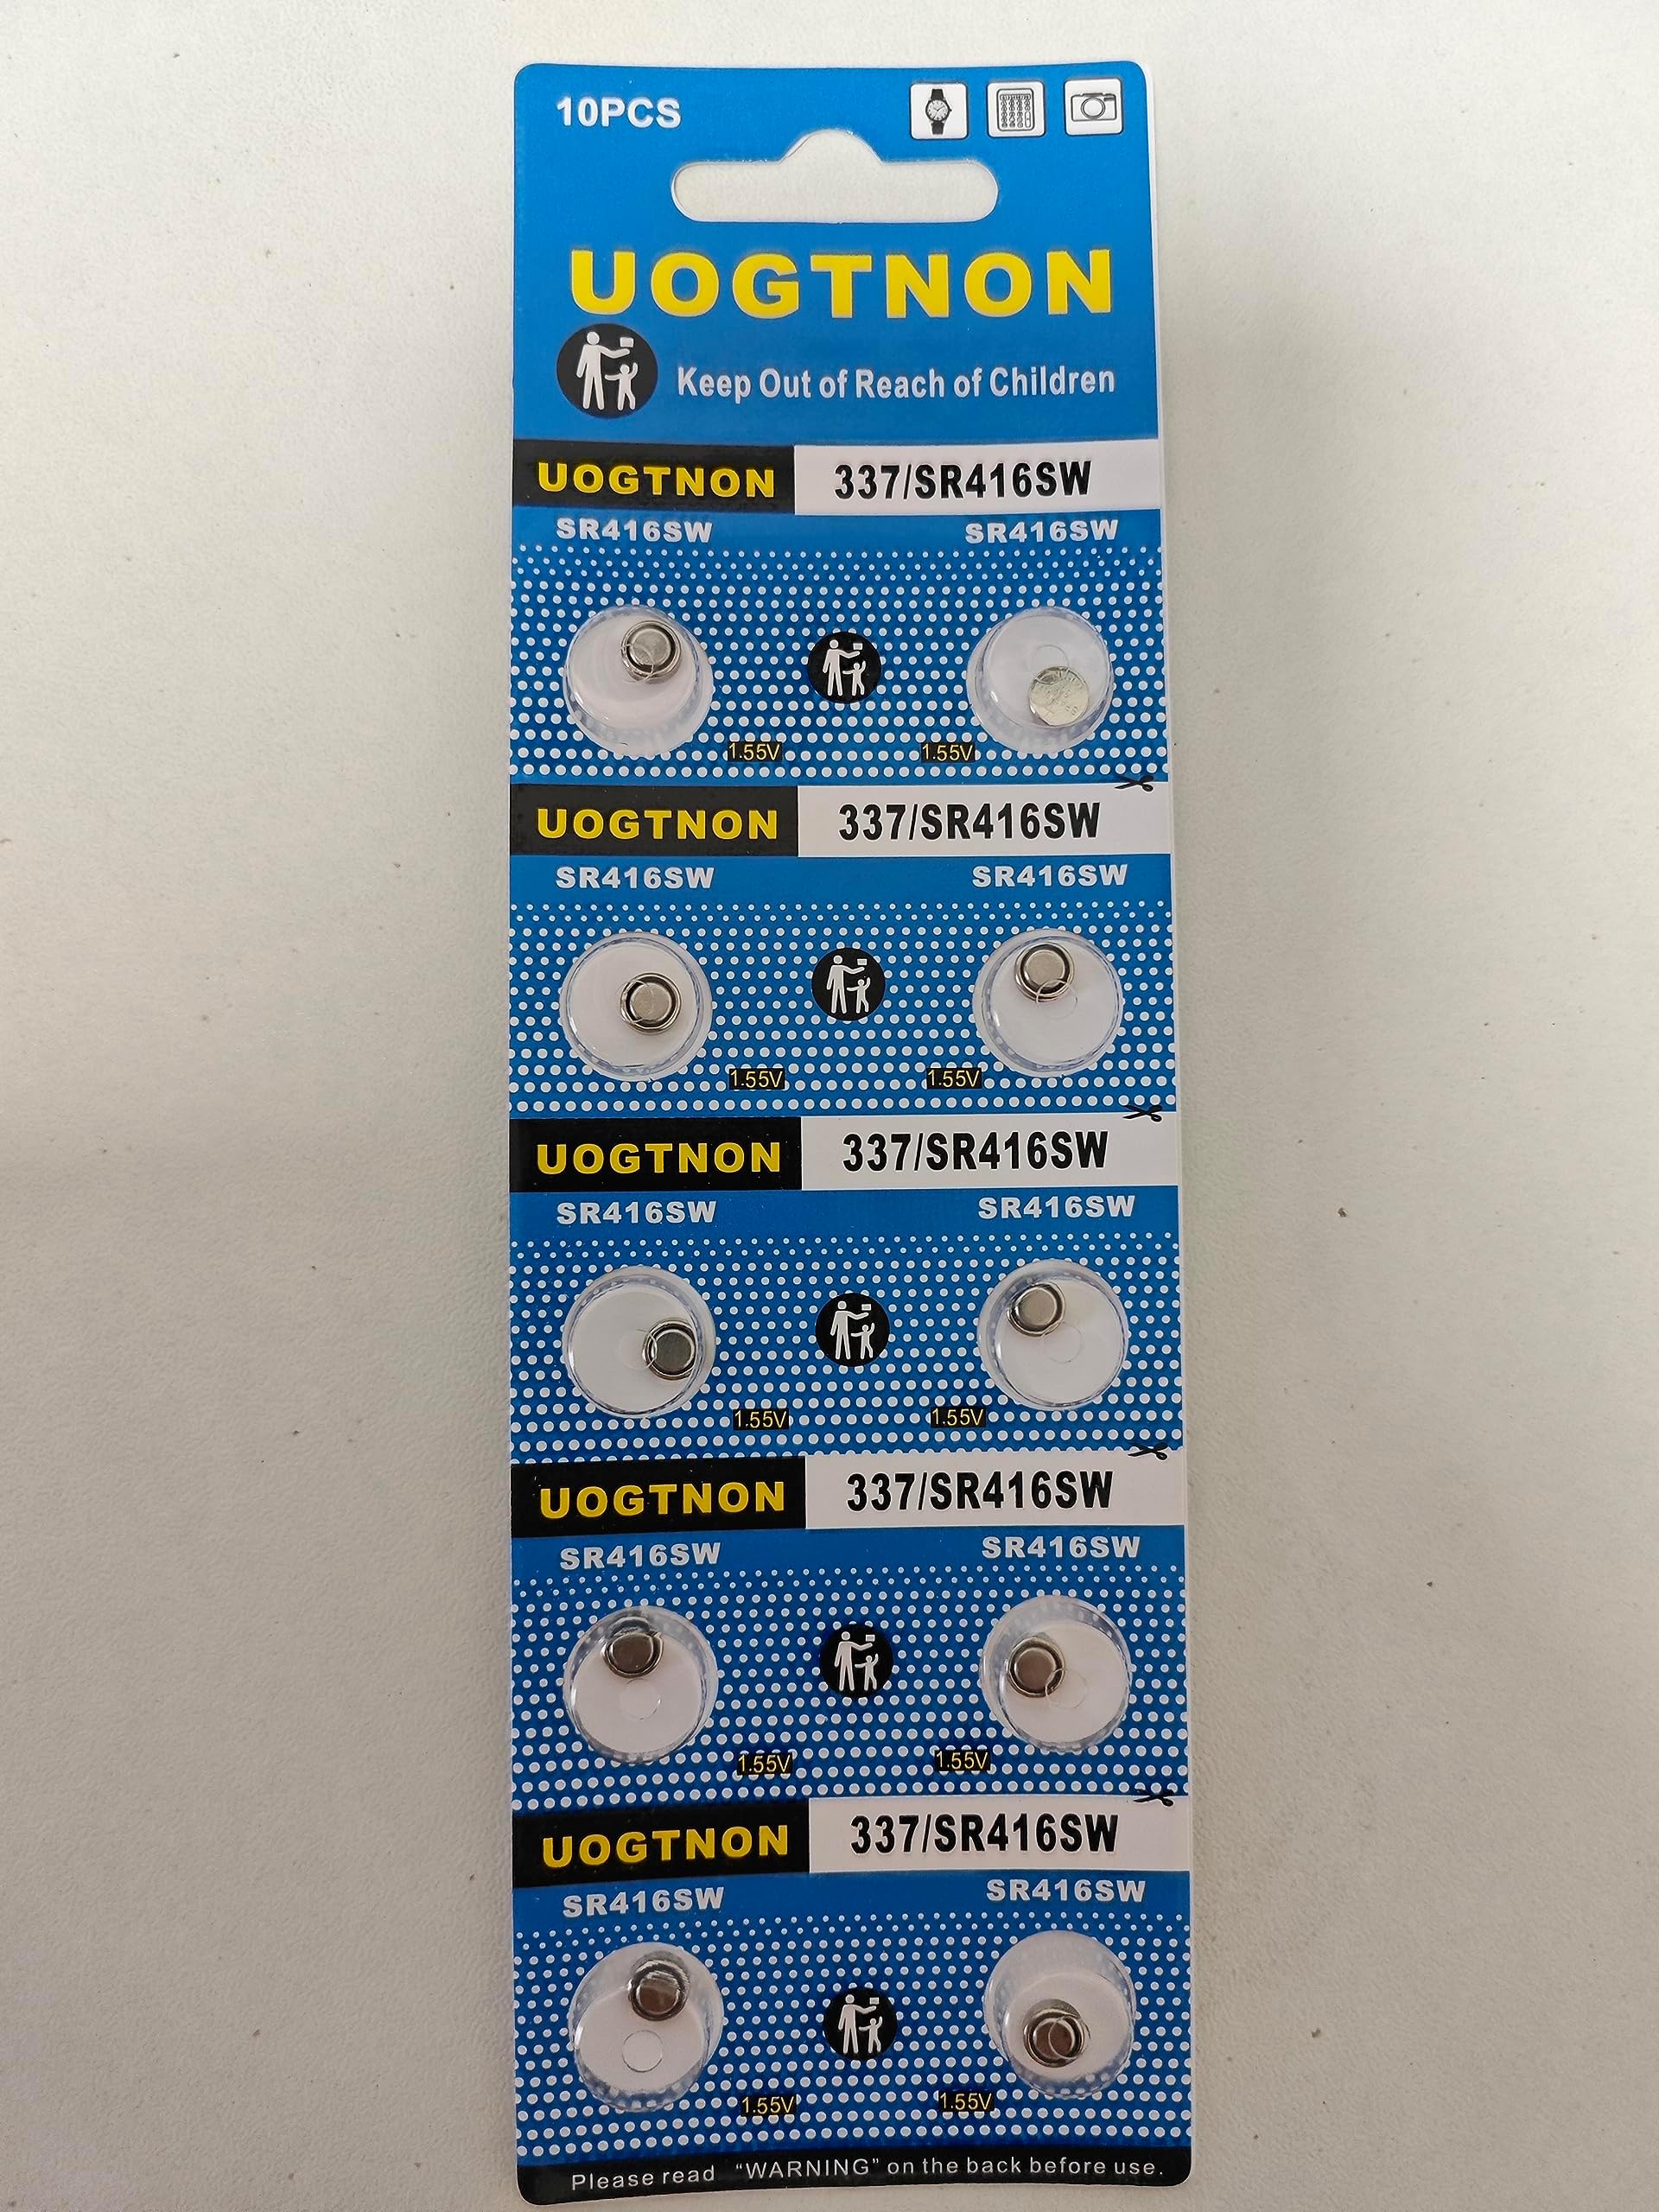 10PCS
UOGTNON
Keep Out of Reach of Children
UOGTNON 337/SR416SW
SR416SW SR416SW
1.55V 1.55V
UOGTNON 337/SR416SW
SR416SW SR416SW
1.55V 1.55V
UOGTNON 337/SR416SW
SR416SW SR416SW
1.55V 1.55V
UOGTNON 337/SR416SW
SR416SW SR416SW
1.55V 1.55V
UOGTNON 337/SR416SW
SR416SW SR416SW
1.55V 1.55V
Please read "WARNING" on the back before use.